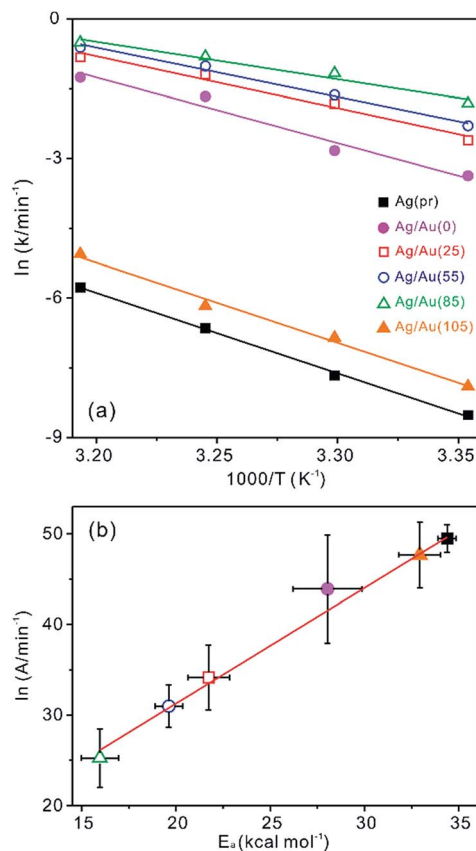 0
-3
-6
-9
ln (k/min⁻¹)
Ag(pr)
Ag/Au(0)
Ag/Au(25)
Ag/Au(55)
Ag/Au(85)
Ag/Au(105)
(a)
3.20 3.25 3.30 3.35
1000/T (K⁻¹)
(b)
50
40
30
20
ln (A/min⁻¹)
15 20 25 30 35
Eₐ(kcal mol⁻¹)